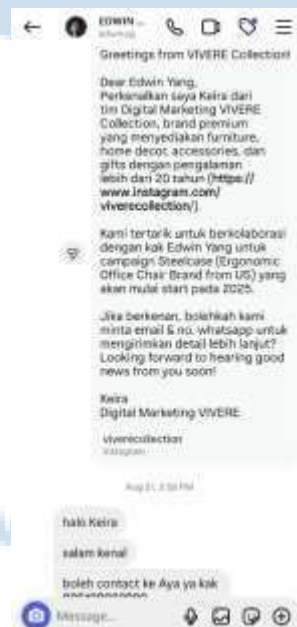 EDWIN ...
Greetings from VIVERE Collection!
Dear Edwin Yang,
Perkenalkan saya Keira dari
tim Digital Marketing VIVERE
Collection, brand premium
yang menyediakan furniture,
home decor, accessories, dan
gifts dengan pengalaman
lebih dari 20 tahun (https://
www.instagram.com/
viverecollection/).
Kami tertarik untuk berkolaborasi
dengan kak Edwin Yang untuk
campaign Steelcase (Ergonomic
Office Chair Brand from US) yang
akan mulai start pada 2025.
Jika berkenan, bolehkah kami
minta email & no. whatsapp untuk
mengirimkan detail lebih lanjut?
Looking forward to hearing good
news from you soon!
Keira
Digital Marketing VIVERE
viverecollection
Instagram
halo Keira
salam kenal
boleh contact ke Aya ya kak
Message...